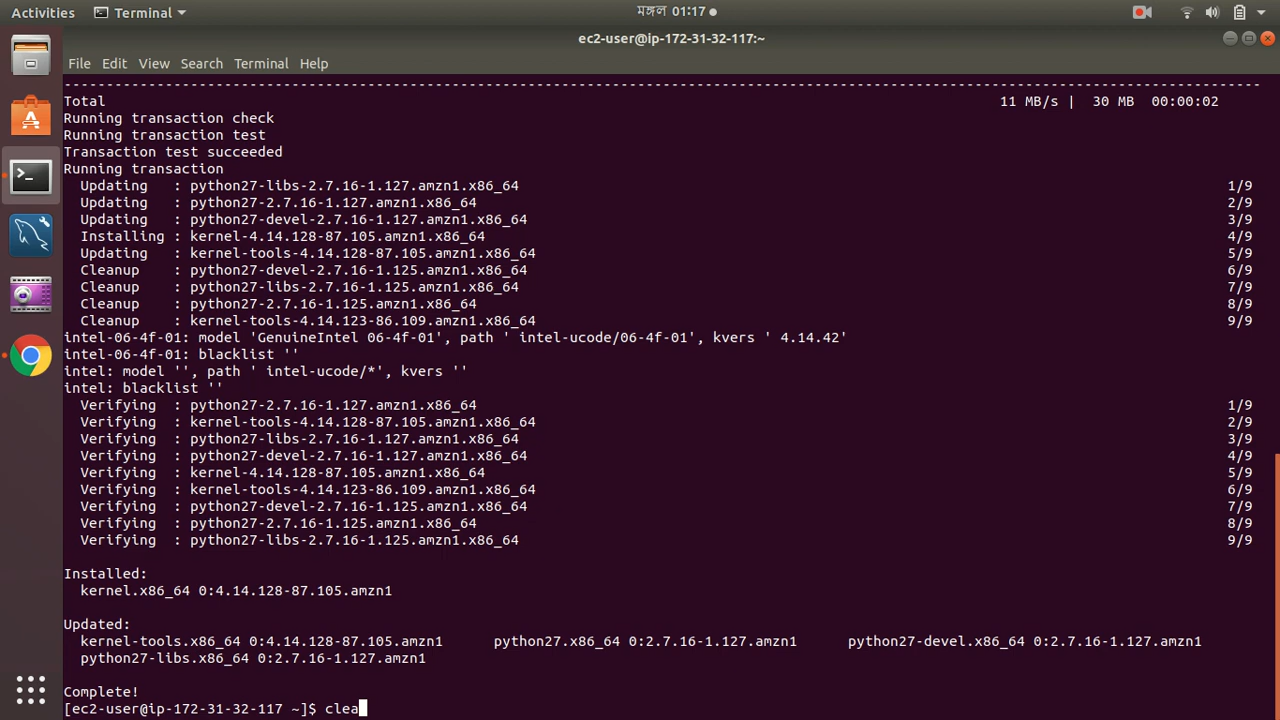 Activities Terminal মঙ্গল 01:17
ec2-user@ip-172-31-32-117:~
File Edit View Search Terminal Help
Total 11 MB/s | 30 MB 00:00:02
Running transaction check
Running transaction test
Transaction test succeeded
Running transaction
Updating : python27-libs-2.7.16-1.127.amzn1.x86_64 1/9
Updating : python27-2.7.16-1.127.amzn1.x86_64 2/9
Updating : python27-devel-2.7.16-1.127.amzn1.x86_64 3/9
Installing : kernel-4.14.128-87.105.amzn1.x86_64 4/9
Updating : kernel-tools-4.14.128-87.105.amzn1.x86_64 5/9
Cleanup : python27-devel-2.7.16-1.125.amzn1.x86_64 6/9
Cleanup : python27-libs-2.7.16-1.125.amzn1.x86_64 7/9
Cleanup : python27-2.7.16-1.125.amzn1.x86_64 8/9
Cleanup : kernel-tools-4.14.123-86.109.amzn1.x86_64 9/9
intel-06-4f-01: model 'GenuineIntel 06-4f-01', path ' intel-ucode/06-4f-01', kvers ' 4.14.42'
intel-06-4f-01: blacklist ''
intel: model '', path ' intel-ucode/*', kvers ''
intel: blacklist ''
Verifying : python27-2.7.16-1.127.amzn1.x86_64 1/9
Verifying : kernel-tools-4.14.128-87.105.amzn1.x86_64 2/9
Verifying : python27-libs-2.7.16-1.127.amzn1.x86_64 3/9
Verifying : python27-devel-2.7.16-1.127.amzn1.x86_64 4/9
Verifying : kernel-4.14.128-87.105.amzn1.x86_64 5/9
Verifying : kernel-tools-4.14.123-86.109.amzn1.x86_64 6/9
Verifying : python27-devel-2.7.16-1.125.amzn1.x86_64 7/9
Verifying : python27-2.7.16-1.125.amzn1.x86_64 8/9
Verifying : python27-libs-2.7.16-1.125.amzn1.x86_64 9/9
Installed:
kernel.x86_64 0:4.14.128-87.105.amzn1
Updated:
kernel-tools.x86_64 0:4.14.128-87.105.amzn1 python27.x86_64 0:2.7.16-1.127.amzn1 python27-devel.x86_64 0:2.7.16-1.127.amzn1
python27-libs.x86_64 0:2.7.16-1.127.amzn1
Complete!
[ec2-user@ip-172-31-32-117 ~]$ clea